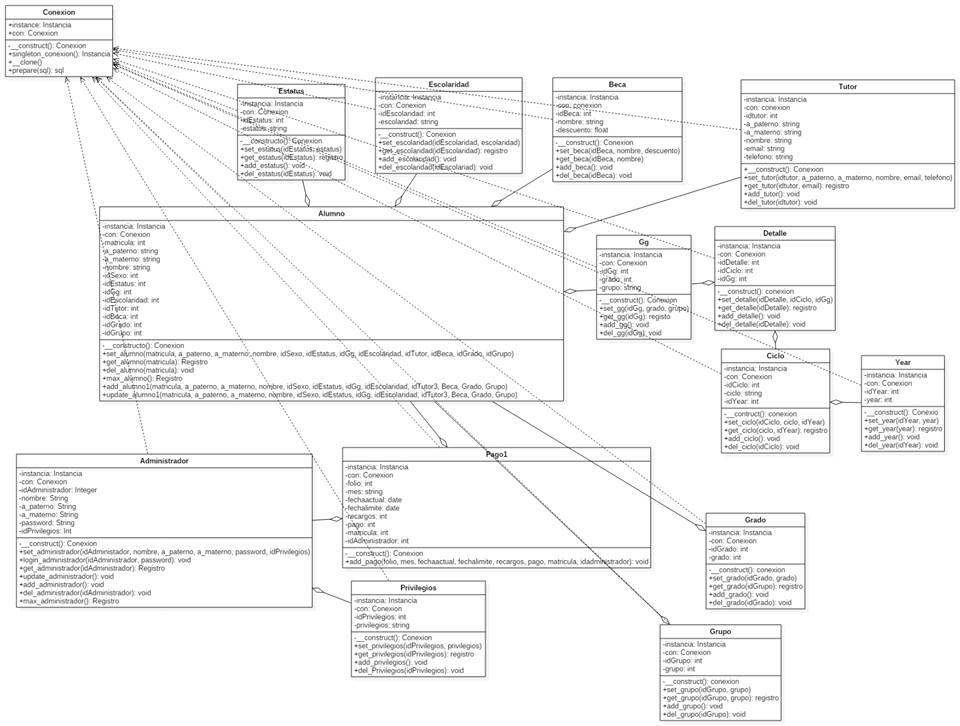 Conexion
+instance: Instancia
+con: Conexion
-__construct(): Conexion
+singleton_conexion(): Instancia
+__clone()
+prepare(sql): sql
Estatus
-instancia: Instancia
-con: Conexion
-idEstatus: int
-estatus: string
-__constructo(): Conexion
+set_estatus(idEstatus, estatus)
+get_estatus(idEstatus): registro
+add_estatus(): void
+del_estatus(idEstatus): void
Escolaridad
-instancia: Instancia
-con: Conexion
-idEscolaridad: int
-escolaridad: string
-__construct(): Conexion
+set_escolaridad(idEscolaridad, escolaridad)
+get_escolaridad(idEscolaridad): registro
+add_escolaridad(): void
+del_escolaridad(idEscolariad): void
Beca
-instancia: Instancia
-con: conexion
-idBeca: int
-nombre: string
-descuento: float
-__construct(): Conexion
+set_beca(idBeca, nombre, descuento)
+get_beca(idBeca, nombre)
+add_beca(): void
+del_beca(idBeca): void
Tutor
-instancia: Instancia
-con: conexion
-idtutor: int
-a_paterno: string
-a_materno: string
-nombre: string
-email: string
-telefono: string
+__construct(): Conexion
+set_tutor(idtutor, a_paterno, a_materno, nombre, email, telefono)
+get_tutor(idtutor, email): registro
+add_tutor(): void
+del_tutor(idtutor): void
Alumno
-instancia: Instancia
-con: Conexion
-matricula: int
-a_paterno: string
-a_materno: string
-nombre: string
-idSexo: int
-idEstatus: int
-idGg: int
-idEscolaridad: int
-idTutor: int
-idBeca: int
-idGrado: int
-idGrupo: int
-__constructo(): Conexion
+set_alumno(matricula, a_paterno, a_materno, nombre, idSexo, idEstatus, idGg, idEscolaridad, idTutor, idBeca, idGrado, idGrupo)
+get_alumno(matricula): Registro
+del_alumno(matricula): void
+max_alumno(): Registro
+add_alumno1(matricula, a_paterno, a_materno, nombre, idSexo, idEstatus, idGg, idEscolaridad, idTutor3, Beca, Grado, Grupo)
+update_alumno1(matricula, a_paterno, a_materno, nombre, idSexo, idEstatus, idGg, idEscolaridad, idTutor3, Beca, Grado, Grupo)
Gg
-instancia: Instancia
-con: Conexion
-idGg: int
-grado: int
-grupo: string
-__construct(): Conexion
+set_gg(idGg, grado, grupo)
+get_gg(idGg): registo
+add_gg(): void
+del_gg(idGg): void
Detalle
-instancia: Instancia
-con: Conexion
-idDetalle: int
-idCiclo: int
-idGg: int
-__construct(): conexion
+set_detalle(idDetalle, idCiclo, idGg)
+get_detalle(idDetalle): registro
+add_detalle(): void
+del_detalle(idDetalle): void
Ciclo
-instancia: Instancia
-con: Conexion
-idCiclo: int
-ciclo: string
-idYear: int
-__contruct(): conexion
+set_ciclo(idCiclo, ciclo, idYear)
+get_ciclo(ciclo, idYear): registro
+add_ciclo(): void
+del_ciclo(idCiclo): void
Year
-instancia: Instancia
-con: Conexion
-idYear: int
-year: int
-__construct(): Conexio
+set_year(idYear, year)
+get_year(year): registro
+add_year(): void
+del_year(idYear): void
Administrador
-instancia: Instancia
-con: Conexion
-idAdministrador: Integer
-nombre: String
-a_paterno: String
-a_materno: String
-password: String
-idPrivilegios: Int
-__construct(): Conexion
+set_administrador(idAdministador, nombre, a_paterno, a_materno, password, idPrivilegios)
+login_administrador(idAdministrador, password): void
+get_administrador(idAdministrador): Registro
+update_administrador(): void
+add_administrador(): void
+del_administrador(idAdministrador): void
+max_administrador(): Registro
Pago1
-instancia: Instancia
-con: Conexion
-folio: int
-mes: string
-fechaactual: date
-fechalimite: date
-recargos: int
-pago: int
-matricula: int
-idAdministrador: int
-__construct(): Conexion
+add_pago(folio, mes, fechaactual, fechalimite, recargos, pago, matricula, idadministrador): void
Grado
-instancia: Instancia
-con: Conexion
-idGrado: int
-grado: int
-__construct(): conexion
+set_grado(idGrado, grado)
+get_grado(idGrupo): registro
+add_grado(): void
+del_grado(idGrado): void
Privilegios
-instancia: Instancia
-con: Conexion
-idPrivilegios: int
-privilegios: string
-__construct(): Conexion
+set_privilegios(idPrivilegios, privilegios)
+get_privilegios(idPrivilegios): registro
+add_privilegios(): void
+del_Privilegios(idPrivilegios): void
Grupo
-instancia: Instancia
-con: Conexion
-idGrupo: int
-grupo: int
-__construct(): conexion
+set_grupo(idGrupo, grupo)
+get_grupo(idGrupo, grupo): registro
+add_grupo(): void
+del_grupo(idGrupo): void